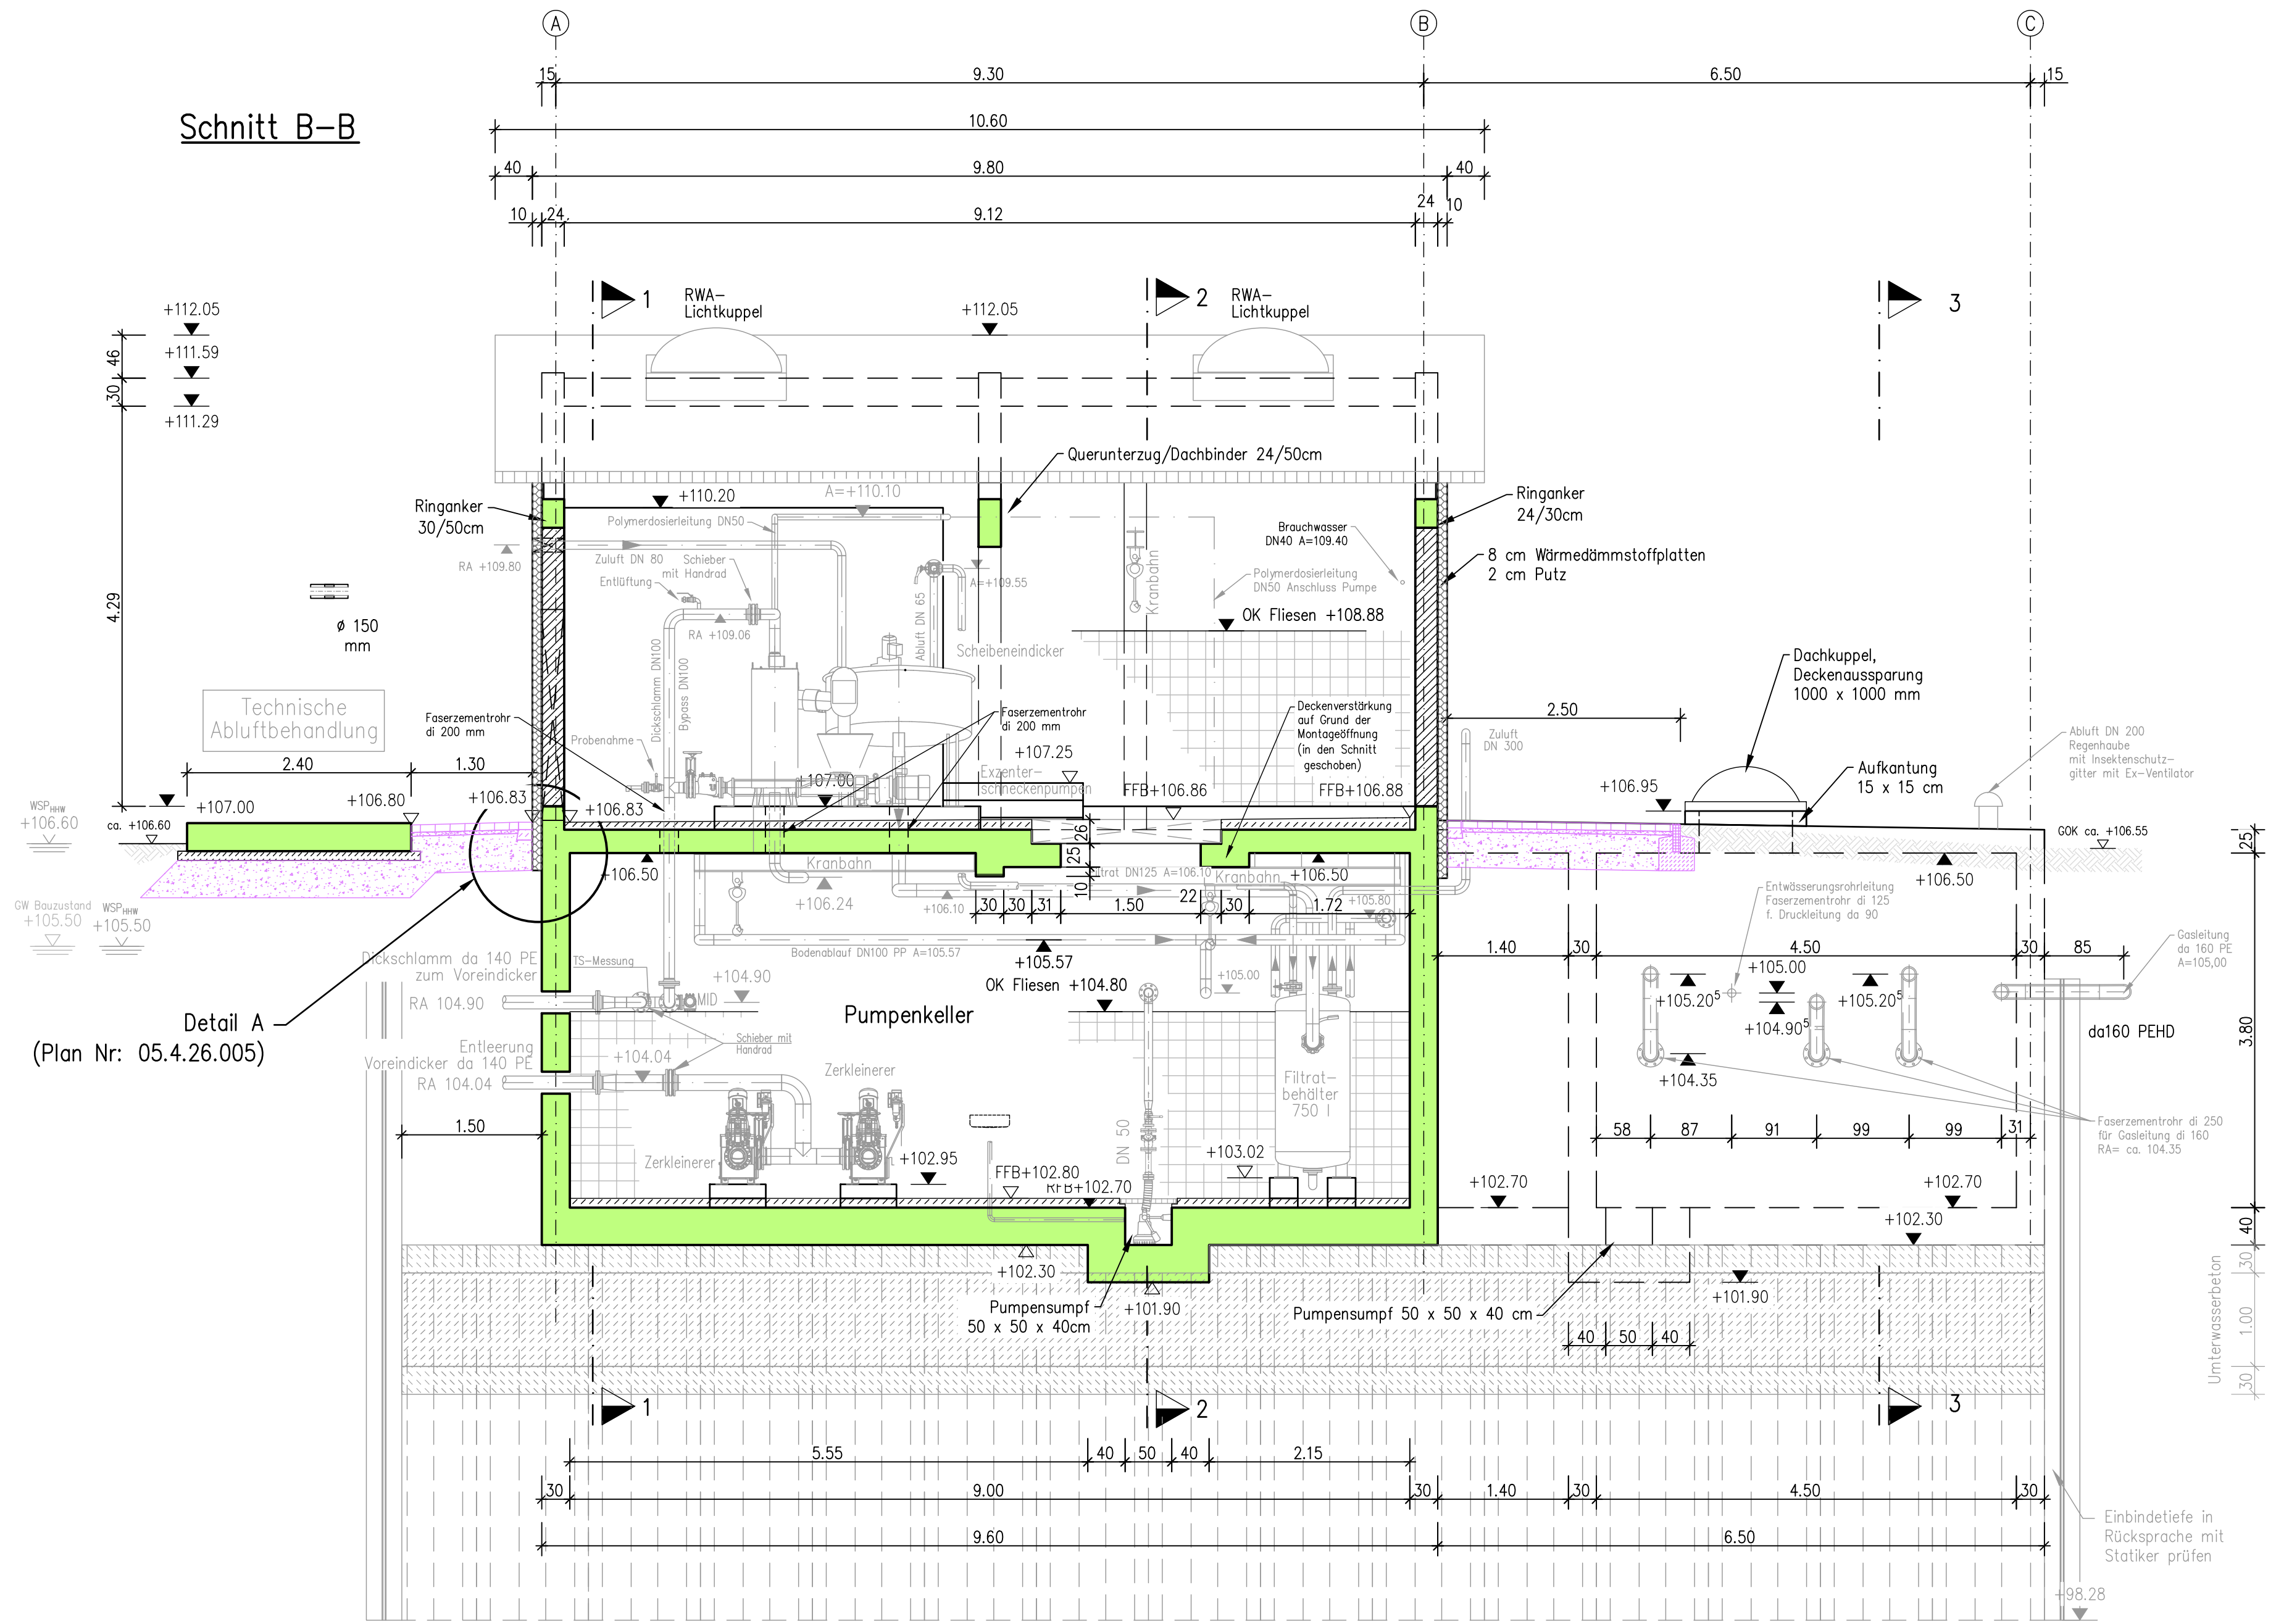 A
B
C
15
9.30
6.50
15
Schnitt B–B
10.60
40
9.80
40
10
24
9.12
24
10
1
RWA–
Lichtkuppel
2
RWA–
Lichtkuppel
3
+112.05
+112.05
+111.59
+111.29
46
30
4.29
Querunterzug/Dachbinder 24/50cm
Ringanker
30/50cm
+110.20
A=+110.10
Polymerdosierleitung DN50
Ringanker
24/30cm
Brauchwasser
DN40 A=109.40
8 cm Wärmedämmstoffplatten
2 cm Putz
RA +109.80
Zuluft DN 80
Schieber
mit Handrad
Entlüftung
A=+109.55
Kranbahn
Polymerdosierleitung
DN50 Anschluss Pumpe
OK Fliesen +108.88
ø 150
mm
RA +109.06
Abluft DN 65
Scheibeneindicker
Dickschlamm DN100
Bypass DN100
Technische
Abluftbehandlung
Faserzementrohr
di 200 mm
Faserzementrohr
di 200 mm
Deckenverstärkung
auf Grund der
Montageöffnung
(in den Schnitt
geschoben)
Dachkuppel,
Deckenaussparung
1000 x 1000 mm
2.50
Zuluft
DN 300
Abluft DN 200
Regenhaube
mit Insektenschutz–
gitter mit Ex–Ventilator
Probenahme
+107.25
2.40
1.30
Exzenter–
schneckenpumpen
+107.00
Aufkantung
15 x 15 cm
+106.95
WSPHHW
+106.60
+107.00
+106.80
+106.83
+106.83
FFB+106.86
FFB+106.88
ca. +106.60
GOK ca. +106.55
25
26
25
10
+106.50
Kranbahn
DN125 A=106.10
Kranbahn
+106.50
+106.50
+106.24
+106.10
30
30
31
1.50
22
30
1.72
+105.80
Entwässerungsrohrleitung
Faserzementrohr di 125
f. Druckleitung da 90
GW Bauzustand
+105.50
WSPHHW
+105.50
Bodenablauf DN100 PP A=105.57
+105.57
1.40
30
4.50
30
85
Gasleitung
da 160 PE
A=105,00
Dickschlamm da 140 PE
zum Voreindicker
TS–Messung
RA 104.90
+104.90
MID
OK Fliesen +104.80
+105.00
+105.00
+105.20⁵
+105.20⁵
+104.90⁵
da160 PEHD
Detail A
(Plan Nr: 05.4.26.005)
Pumpenkeller
Schieber mit
Handrad
Entleerung
Voreindicker da 140 PE
RA 104.04
+104.04
Zerkleinerer
Filtrat–
behälter
750 l
+104.35
3.80
1.50
DN 50
58
87
91
99
99
31
Faserzementrohr di 250
für Gasleitung di 160
RA= ca. 104.35
Zerkleinerer
+102.95
+103.02
FFB+102.80
RFB+102.70
+102.70
+102.70
+102.30
40
+102.30
+101.90
+101.90
Pumpensumpf
50 x 50 x 40cm
Pumpensumpf 50 x 50 x 40 cm
40
50
40
Umterwasserbeton
30
1.00
30
1
2
3
5.55
40
50
40
2.15
30
9.00
30
1.40
30
4.50
30
9.60
6.50
Einbindetiefe in
Rücksprache mit
Statiker prüfen
+98.28